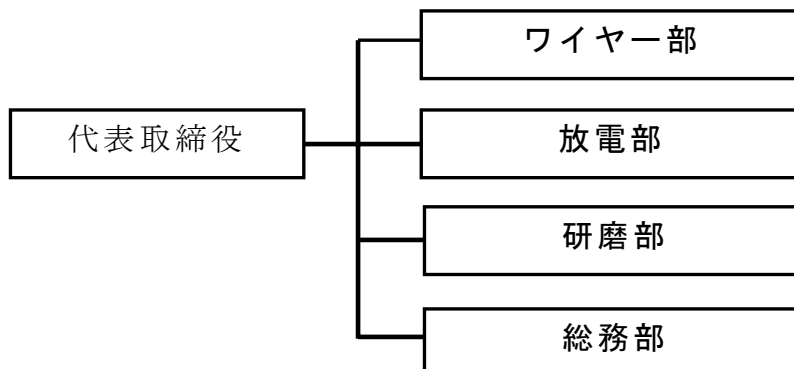 代表取締役
ワイヤー部
放電部
研磨部
総務部